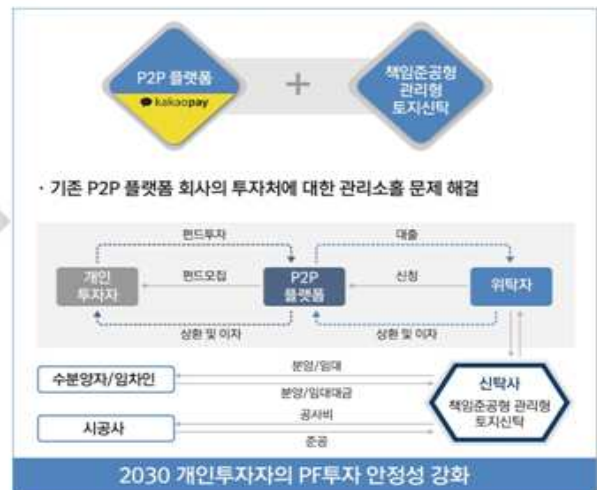 P2P 플랫폼
kakaopay
+
책임준공형
관리형
토지신탁
· 기존 P2P 플랫폼 회사의 투자처에 대한 관리소홀 문제 해결
펀드투자
대출
개인
투자자
펀드모집
P2P
플랫폼
신청
위탁자
상환 및 이자
상환 및 이자
수분양자/임차인
분양/임대
분양/임대대금
신탁사
책임준공형 관리형
토지신탁
시공사
공사비
준공
2030 개인투자자의 PF투자 안정성 강화